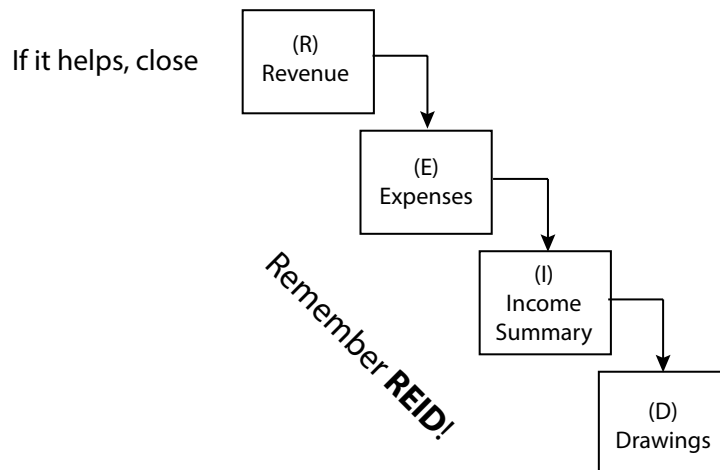 If it helps, close
(R)
Revenue
(E)
Expenses
(I)
Income
Summary
(D)
Drawings
Remember REID!